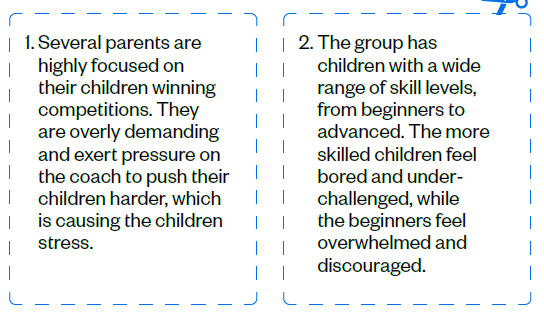 1. Several parents are
highly focused on
their children winning
competitions. They
are overly demanding
and exert pressure on
the coach to push their
children harder, which
is causing the children
stress.
2. The group has
children with a wide
range of skill levels,
from beginners to
advanced. The more
skilled children feel
bored and under-
challenged, while
the beginners feel
overwhelmed and
discouraged.